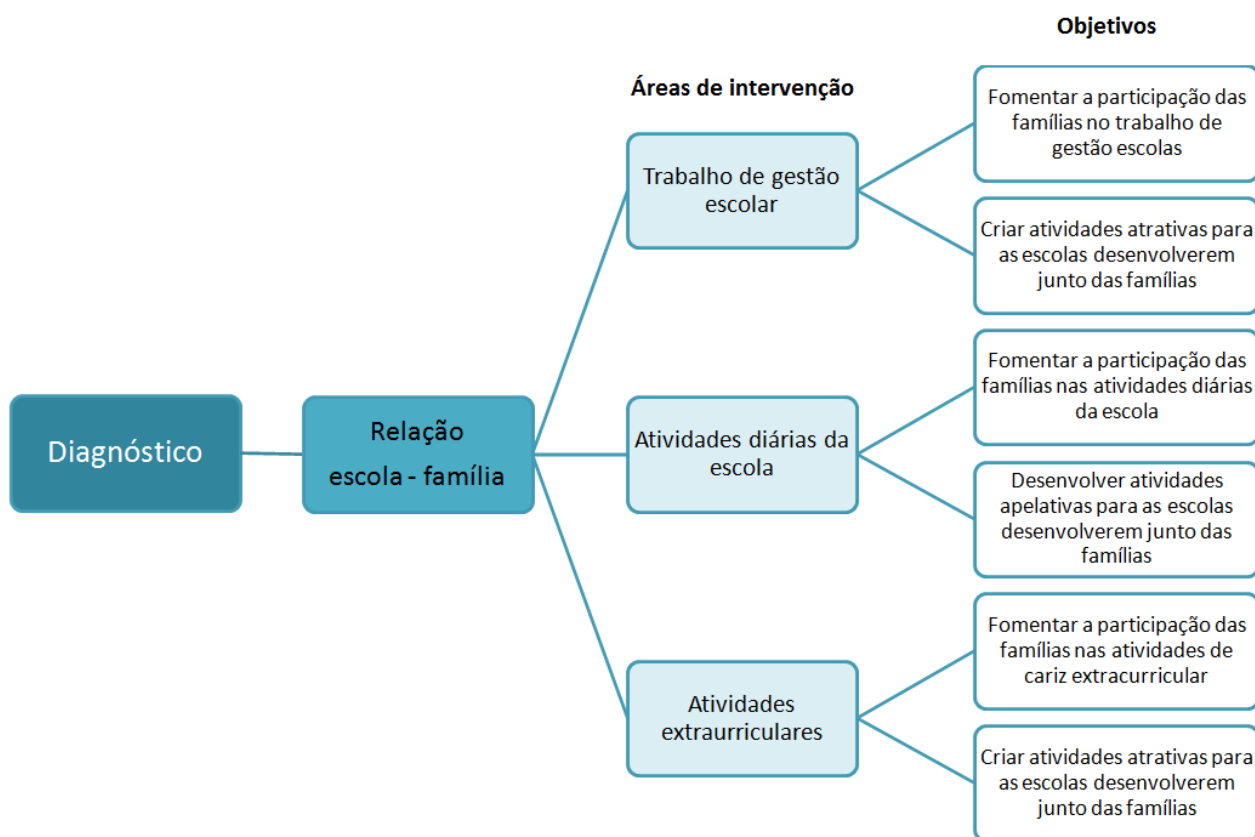 Objetivos
Áreas de intervenção
Diagnóstico
Relação
escola - família
Trabalho de gestão
escolar
Fomentar a participação das
famílias no trabalho de
gestão escolas
Criar atividades atrativas para
as escolas desenvolverem
junto das famílias
Atividades diárias da
escola
Fomentar a participação das
famílias nas atividades diárias
da escola
Desenvolver atividades
apelativas para as escolas
desenvolverem junto das
famílias
Atividades
extraurriculares
Fomentar a participação das
famílias nas atividades de
cariz extracurricular
Criar atividades atrativas para
as escolas desenvolverem
junto das famílias